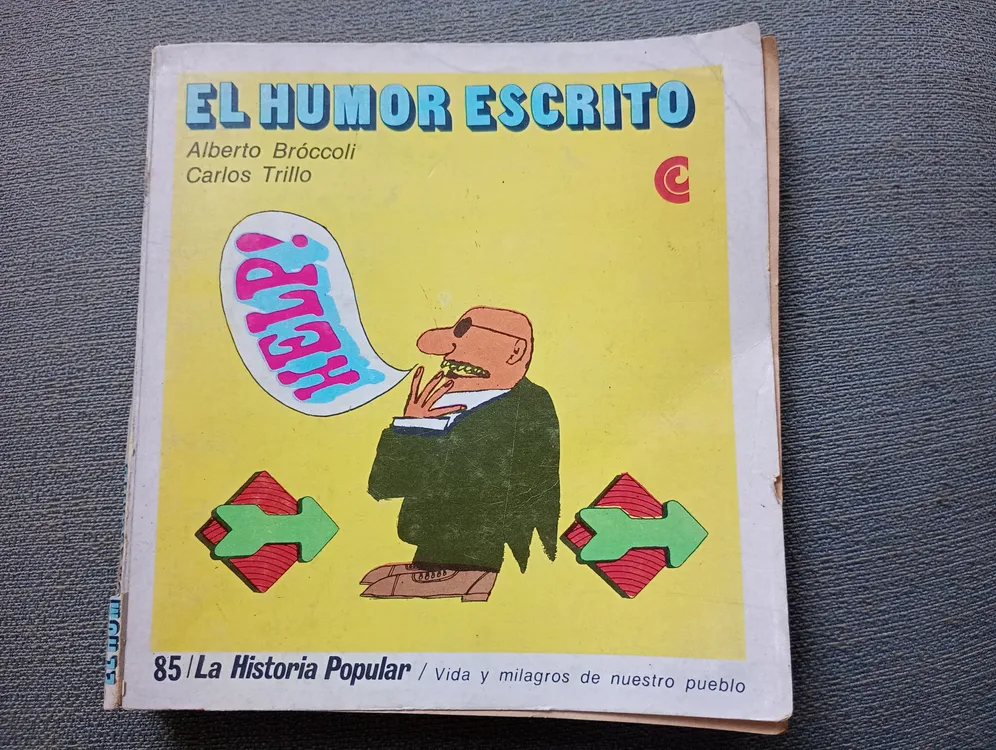 EL HUMOR ESCRITO
Alberto Bróccoli
Carlos Trillo
HELP!
85 / La Historia Popular / Vida y milagros de nuestro pueblo